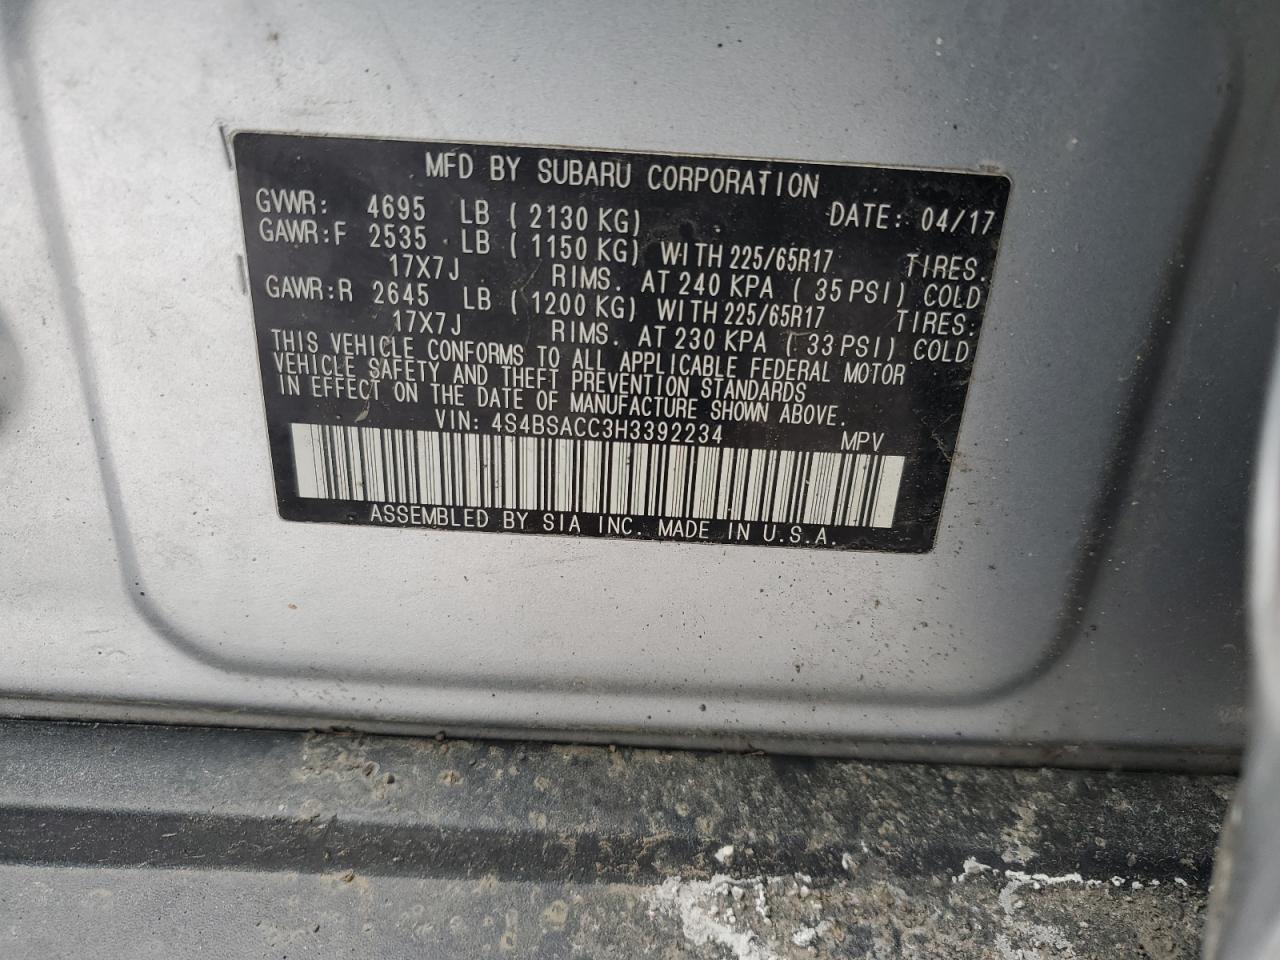 MFD BY SUBARU CORPORATION
GVWR: 4695 LB (2130 KG) DATE: 04/17
GAWR:F 2535 LB (1150 KG) WITH 225/65R17 TIRES,
17X7J RIMS. AT 240 KPA (35 PSI) COLD
GAWR:R 2645 LB (1200 KG) WITH 225/65R17 TIRES.
17X7J RIMS. AT 230 KPA (33 PSI) COLD
THIS VEHICLE CONFORMS TO ALL APPLICABLE FEDERAL MOTOR
VEHICLE SAFETY AND THEFT PREVENTION STANDARDS
IN EFFECT ON THE DATE OF MANUFACTURE SHOWN ABOVE.
VIN: 4S4BSACC3H3392234 MPV
ASSEMBLED BY SIA INC. MADE IN U.S.A.